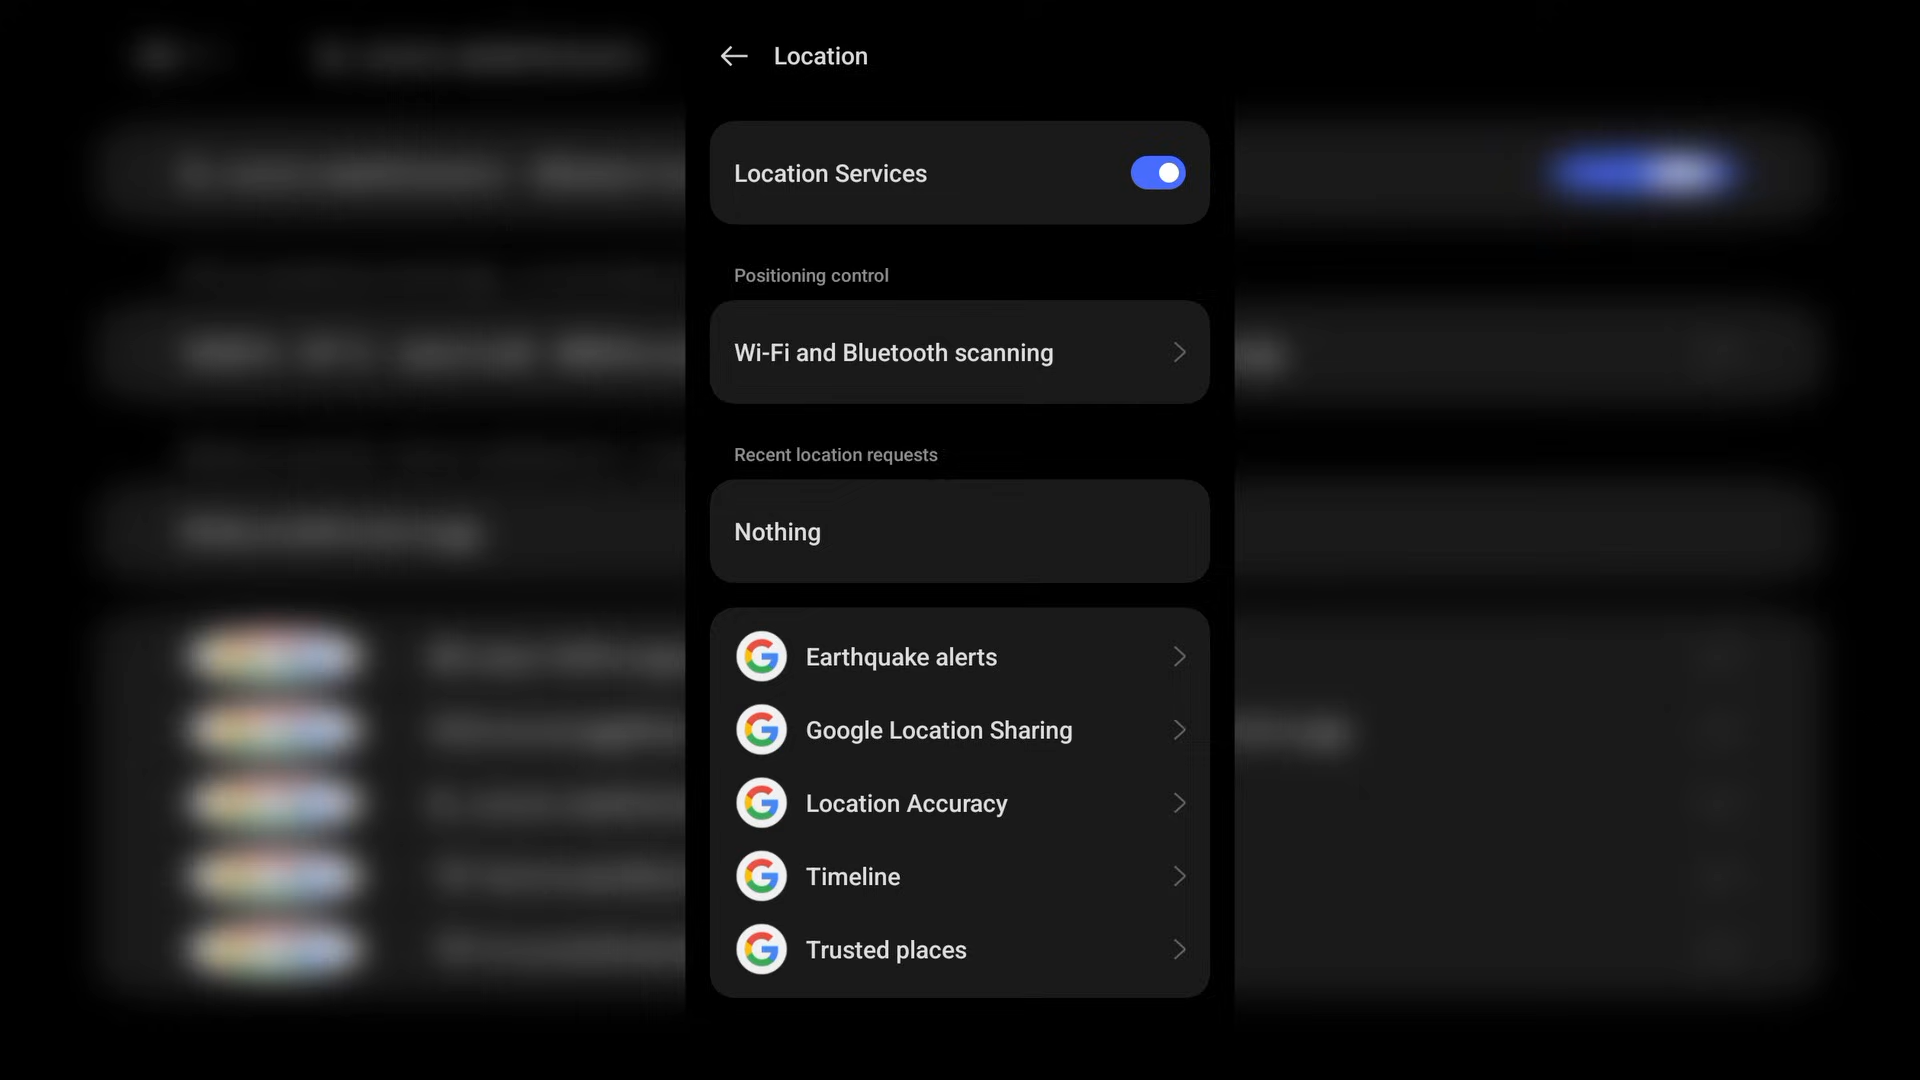 Location
Location Services
Positioning control
Wi-Fi and Bluetooth scanning
Recent location requests
Nothing
Earthquake alerts
Google Location Sharing
Location Accuracy
Timeline
Trusted places